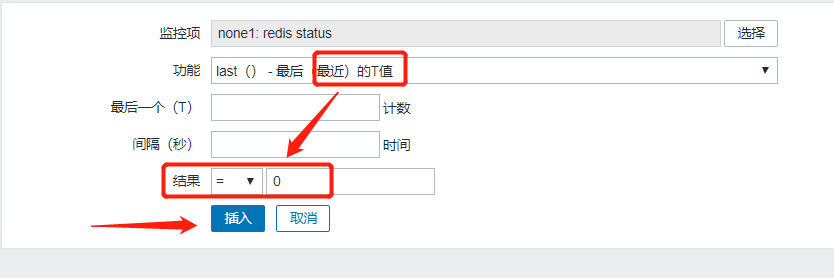 监控项 none1: redis status 选择
功能 last（） - 最后（最近）的T值
最后一个（T） 计数
间隔（秒） 时间
结果 = 0
插入 取消